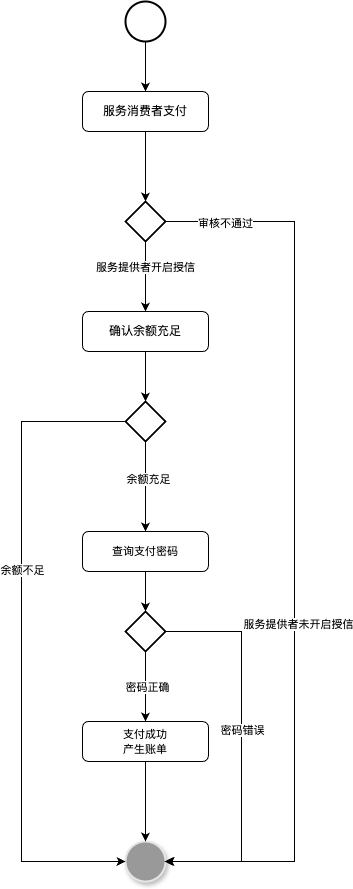 服务消费者支付
审核不通过
服务提供者开启授信
确认余额充足
余额充足
查询支付密码
余额不足
服务提供者未开启授信
密码正确
支付成功
产生账单
密码错误